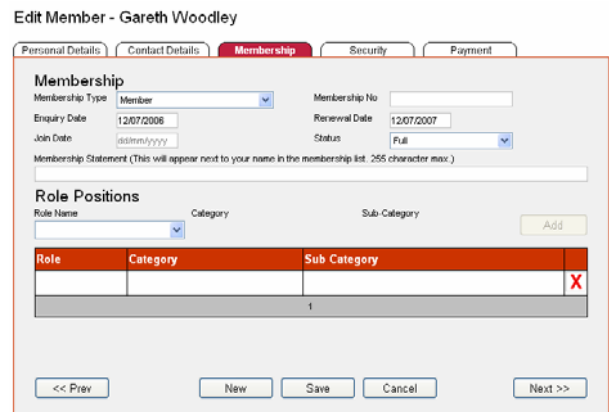 Edit Member - Gareth Woodley
Personal Details Contact Details Membership Security Payment
Membership
Membership Type Member Membership No
Enquiry Date 12/07/2006 Renewal Date 12/07/2007
Join Date dd/mm/yyyy Status Full
Membership Statement (This will appear next to your name in the membership list. 255 character max.)
Role Positions
Role Name Category Sub-Category Add
Role Category Sub Category
X
1
<< Prev New Save Cancel Next >>